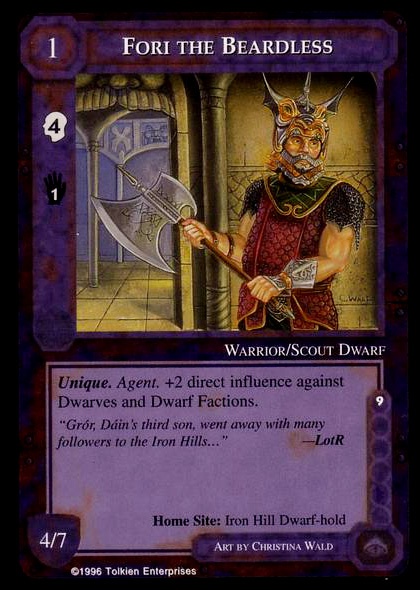 1
FORI THE BEARDLESS
4
1
C. WALD
WARRIOR/SCOUT DWARF
Unique. Agent. +2 direct influence against
Dwarves and Dwarf Factions.
9
“Grór, Dáin's third son, went away with many
followers to the Iron Hills…” —LotR
Home Site: Iron Hill Dwarf-hold
4/7
ART BY CHRISTINA WALD
©1996 Tolkien Enterprises